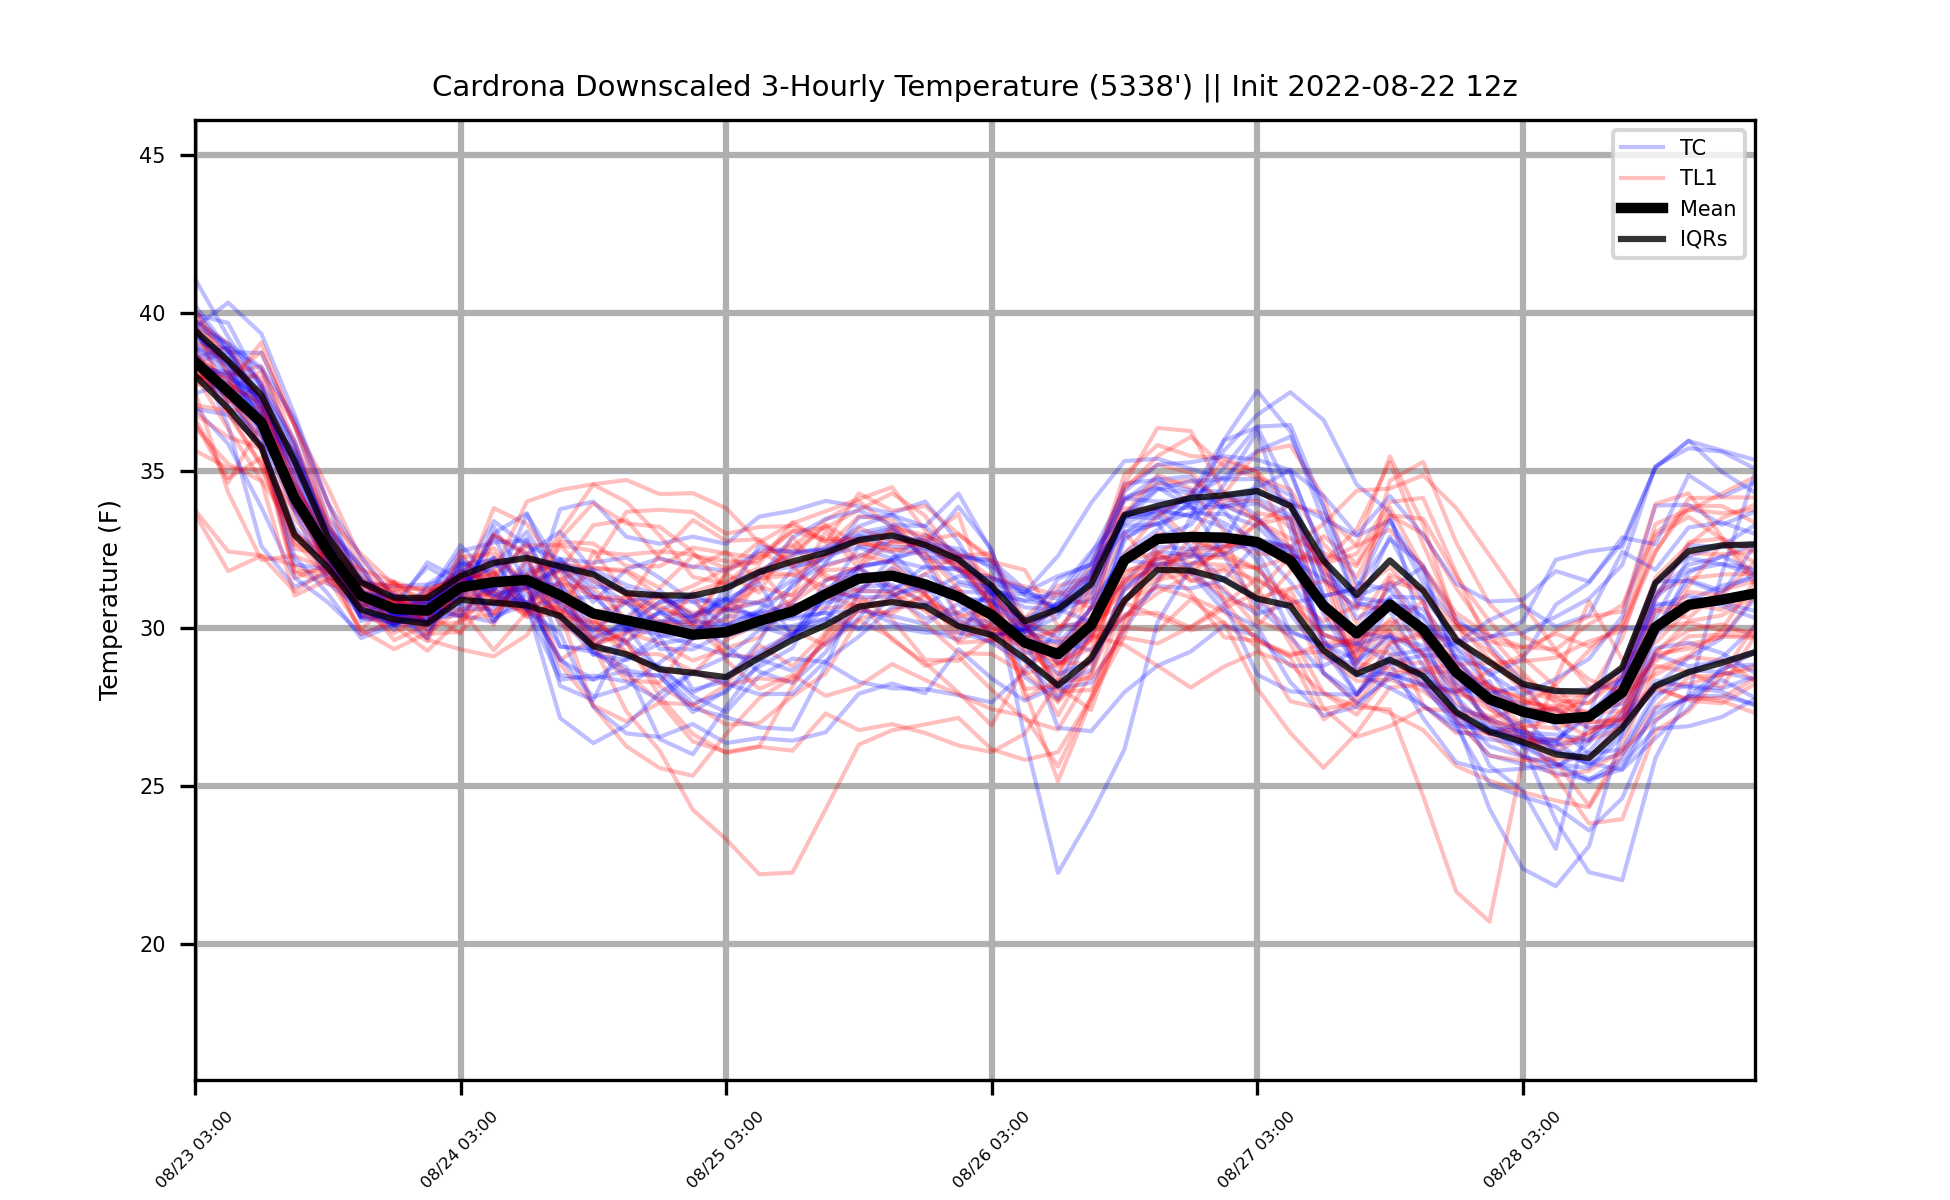 Cardrona Downscaled 3-Hourly Temperature (5338') || Init 2022-08-22 12z
TC
TL1
Mean
IQRs
Temperature (F)
45
40
35
30
25
20
08/23 03:00
08/24 03:00
08/25 03:00
08/26 03:00
08/27 03:00
08/28 03:00